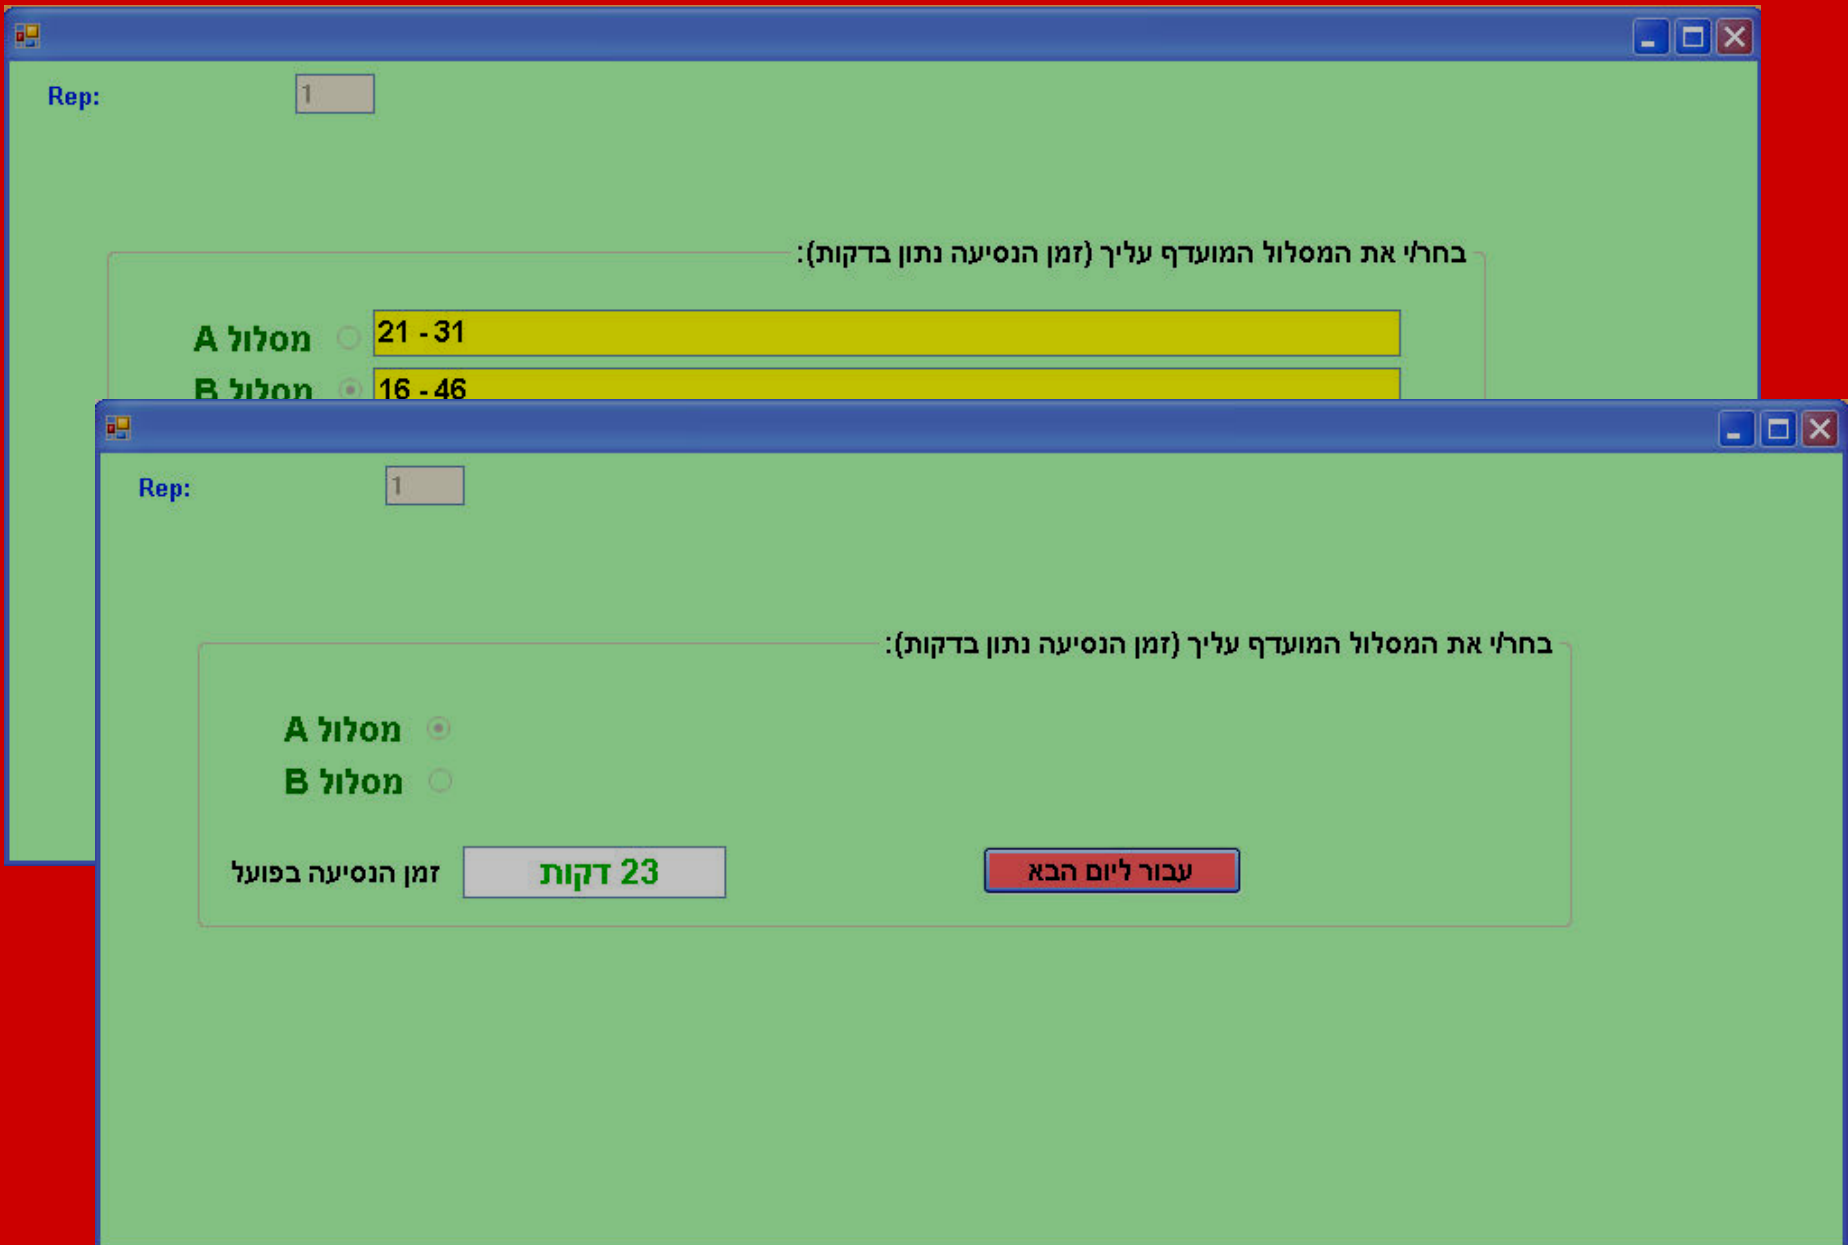 Rep: 1
בחר/י את המסלול המועדף עליך (זמן הנסיעה נתון בדקות):
מסלול A 21 - 31
מסלול B 16 - 46
Rep: 1
בחר/י את המסלול המועדף עליך (זמן הנסיעה נתון בדקות):
מסלול A
מסלול B
זמן הנסיעה בפועל 23 דקות עבור ליום הבא